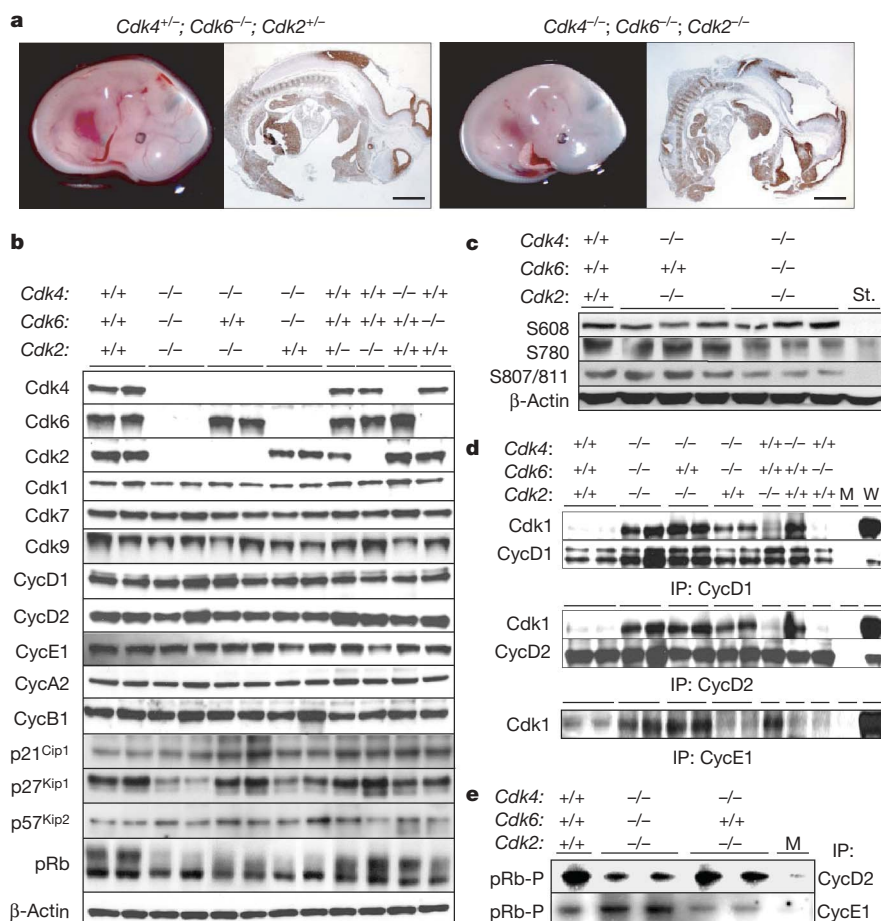 a
Cdk4+/–; Cdk6–/–; Cdk2+/–
Cdk4–/–; Cdk6–/–; Cdk2–/–
b
Cdk4: +/+ –/– –/– –/– +/+ +/+ –/– +/+
Cdk6: +/+ –/– +/+ –/– +/+ +/+ +/+ –/–
Cdk2: +/+ –/– –/– +/+ +/– –/– +/+ +/+
Cdk4
Cdk6
Cdk2
Cdk1
Cdk7
Cdk9
CycD1
CycD2
CycE1
CycA2
CycB1
p21Cip1
p27Kip1
p57Kip2
pRb
β-Actin
c
Cdk4: +/+ –/– –/–
Cdk6: +/+ +/+ –/–
Cdk2: +/+ –/– –/– St.
S608
S780
S807/811
β-Actin
d
Cdk4: +/+ –/– –/– –/– +/+ –/– +/+
Cdk6: +/+ –/– +/+ –/– +/+ +/+ –/–
Cdk2: +/+ –/– –/– +/+ –/– +/+ +/+ M W
Cdk1
CycD1
IP: CycD1
Cdk1
CycD2
IP: CycD2
Cdk1
IP: CycE1
e
Cdk4: +/+ –/– –/–
Cdk6: +/+ –/– +/+
Cdk2: +/+ –/– –/– M IP:
pRb-P CycD2
pRb-P CycE1